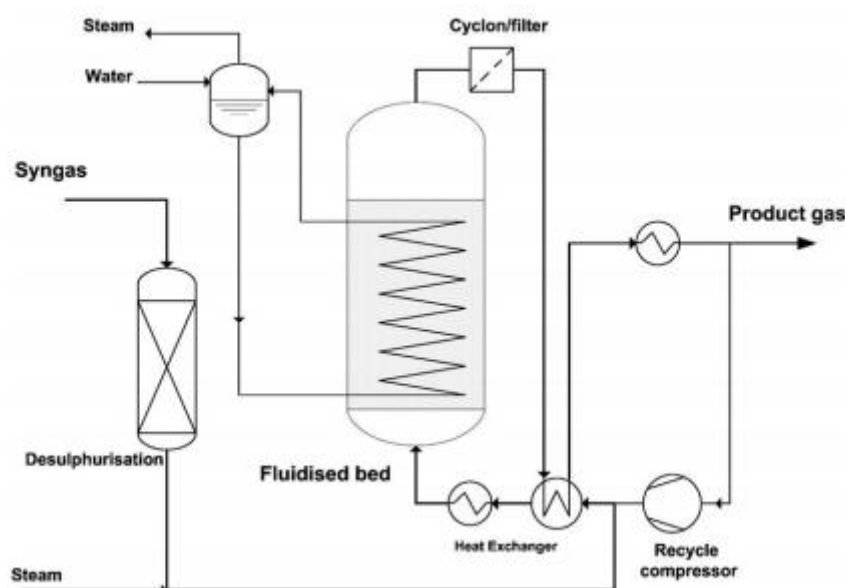 Steam
Cyclon/filter
Water
Syngas
Product gas
Desulphurisation
Fluidised bed
Heat Exchanger
Recycle
compressor
Steam